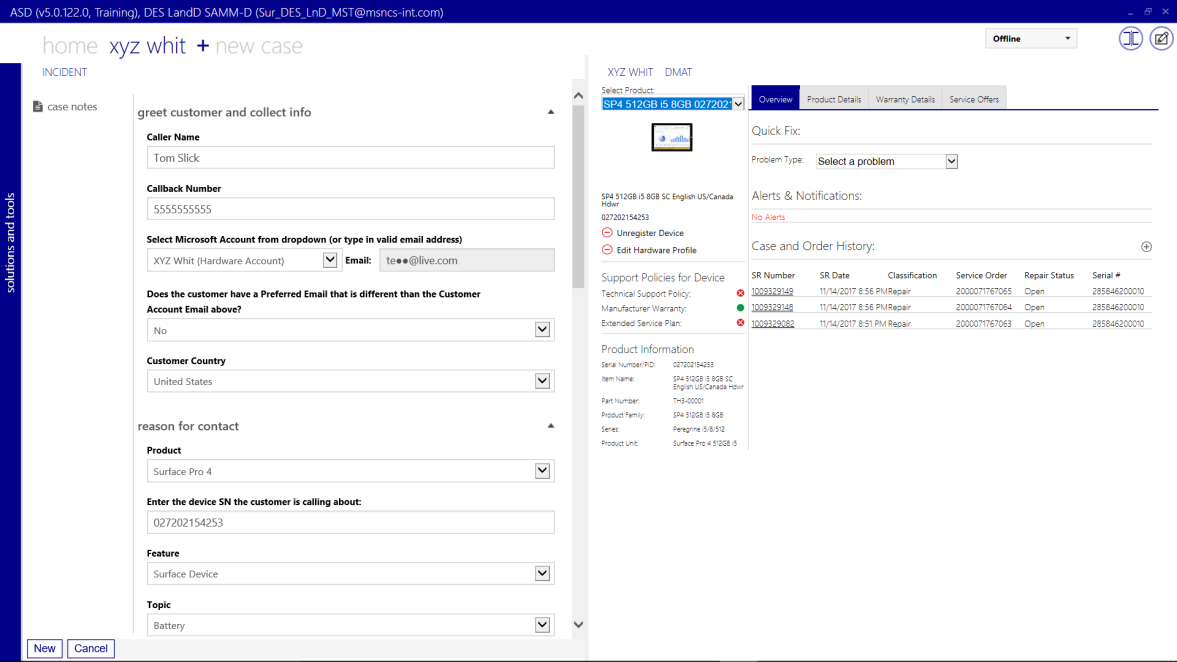 ASD (v5.0.122.0, Training), DES LandD SAMM-D (Sur_DES_LnD_MST@msncs-int.com)
home xyz whit + new case
Offline
solutions and tools
INCIDENT
case notes
greet customer and collect info
Caller Name
Tom Slick
Callback Number
5555555555
Select Microsoft Account from dropdown (or type in valid email address)
XYZ Whit (Hardware Account) Email: te●●@live.com
Does the customer have a Preferred Email that is different than the Customer
Account Email above?
No
Customer Country
United States
reason for contact
Product
Surface Pro 4
Enter the device SN the customer is calling about:
027202154253
Feature
Surface Device
Topic
Battery
New Cancel
XYZ WHIT DMAT
Select Product:
SP4 512GB i5 8GB 027202
SP4 512GB i5 8GB SC English US/Canada
Hdwr
027202154253
Unregister Device
Edit Hardware Profile
Support Policies for Device
Technical Support Policy:
Manufacturer Warranty:
Extended Service Plan:
Product Information
Serial Number/PID: 027202154253
Item Name: SP4 512GB i5 8GB SC
English US/Canada Hdwr
Part Number: TH3-00001
Product Family: SP4 512GB i5 8GB
Series: Peregrine i5/8/512
Product Unit: Surface Pro 4 512GB i5
Overview Product Details Warranty Details Service Offers
Quick Fix:
Problem Type: Select a problem
Alerts & Notifications:
No Alerts
Case and Order History:
SR Number SR Date Classification Service Order Repair Status Serial #
1009329149 11/14/2017 8:56 PM Repair 2000071767065 Open 285846200010
1009329148 11/14/2017 8:56 PM Repair 2000071767064 Open 285846200010
1009329082 11/14/2017 8:51 PM Repair 2000071767063 Open 285846200010